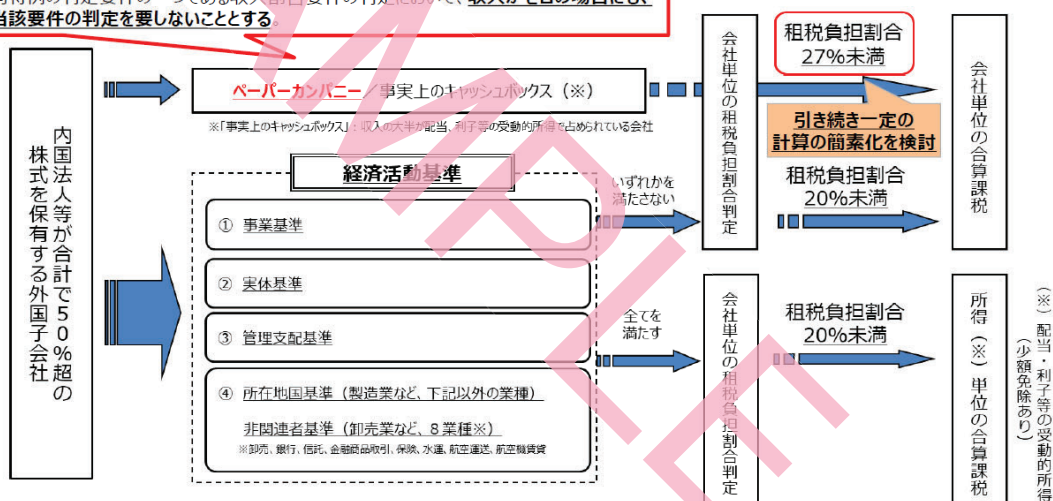 当該要件の判定を要しないこととする。
内国法人等が合計で50%超の
株式を保有する外国子会社
ペーパーカンパニー/事実上のキャッシュボックス(※)
※「事実上のキャッシュボックス」:収入の大半が配当、利子等の受動的所得で占められている会社
経済活動基準
① 事業基準
② 実体基準
③ 管理支配基準
④ 所在地国基準(製造業など、下記以外の業種)
非関連者基準(卸売業など、8業種※)
※卸売、銀行、信託、金融商品取引、保険、水運、航空運送、航空機賃貸
いずれかを
満たさない
全てを
満たす
会社単位の租税負担割合判定
租税負担割合
27%未満
引き続き一定の
計算の簡素化を検討
租税負担割合
20%未満
会社単位の合算課税
会社単位の租税負担割合判定
租税負担割合
20%未満
所得(※)単位の合算課税
(※)配当・利子等の受動的所得
(少額免除あり)
SAMPLE